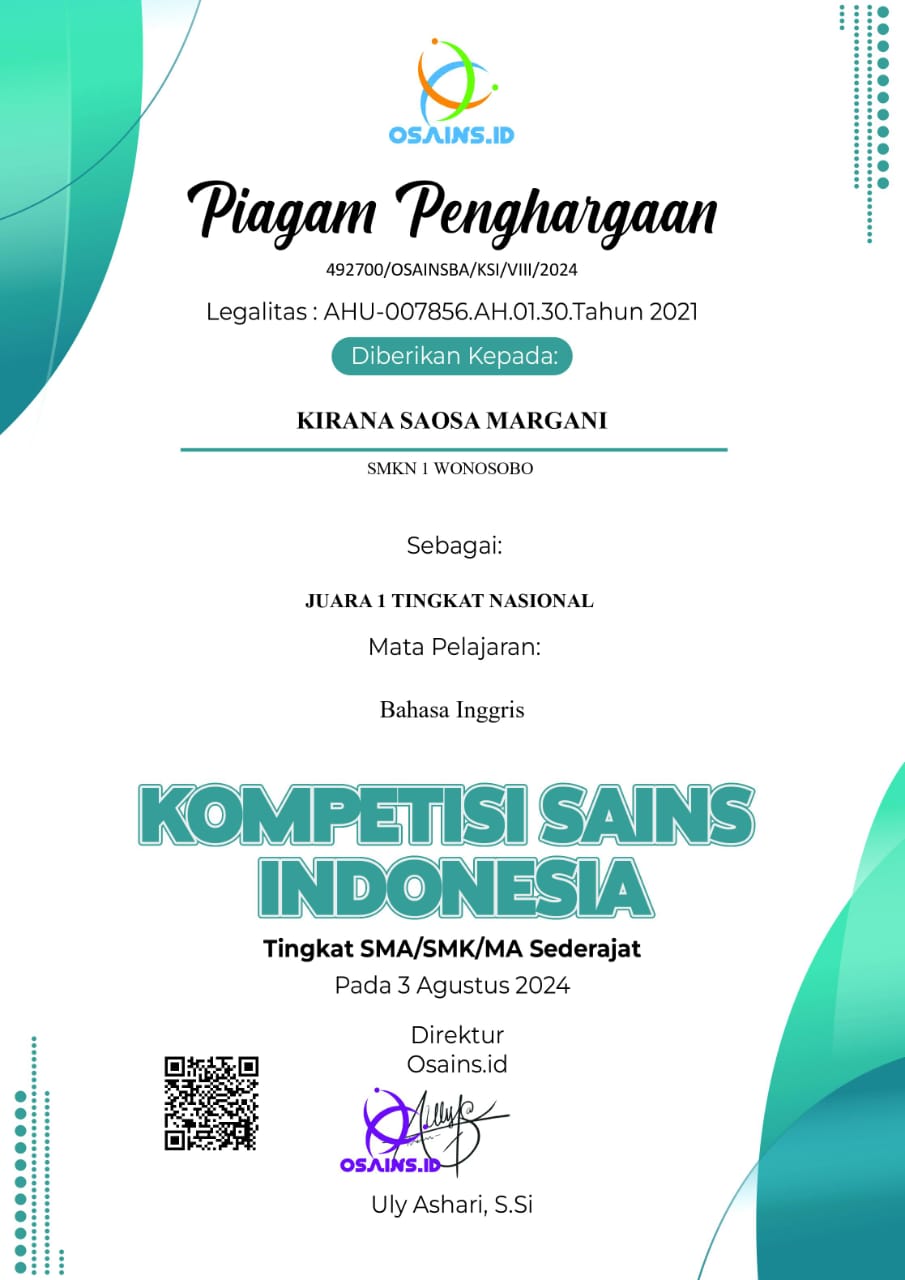 OSAINS.ID
Piagam Penghargaan
492700/OSAINSBA/KSI/VIII/2024
Legalitas : AHU-007856.AH.01.30.Tahun 2021
Diberikan Kepada:
KIRANA SAOSA MARGANI
SMKN 1 WONOSOBO
Sebagai:
JUARA 1 TINGKAT NASIONAL
Mata Pelajaran:
Bahasa Inggris
KOMPETISI SAINS
INDONESIA
Tingkat SMA/SMK/MA Sederajat
Pada 3 Agustus 2024
Direktur
Osains.id
OSAINS.ID
Uly Ashari, S.Si